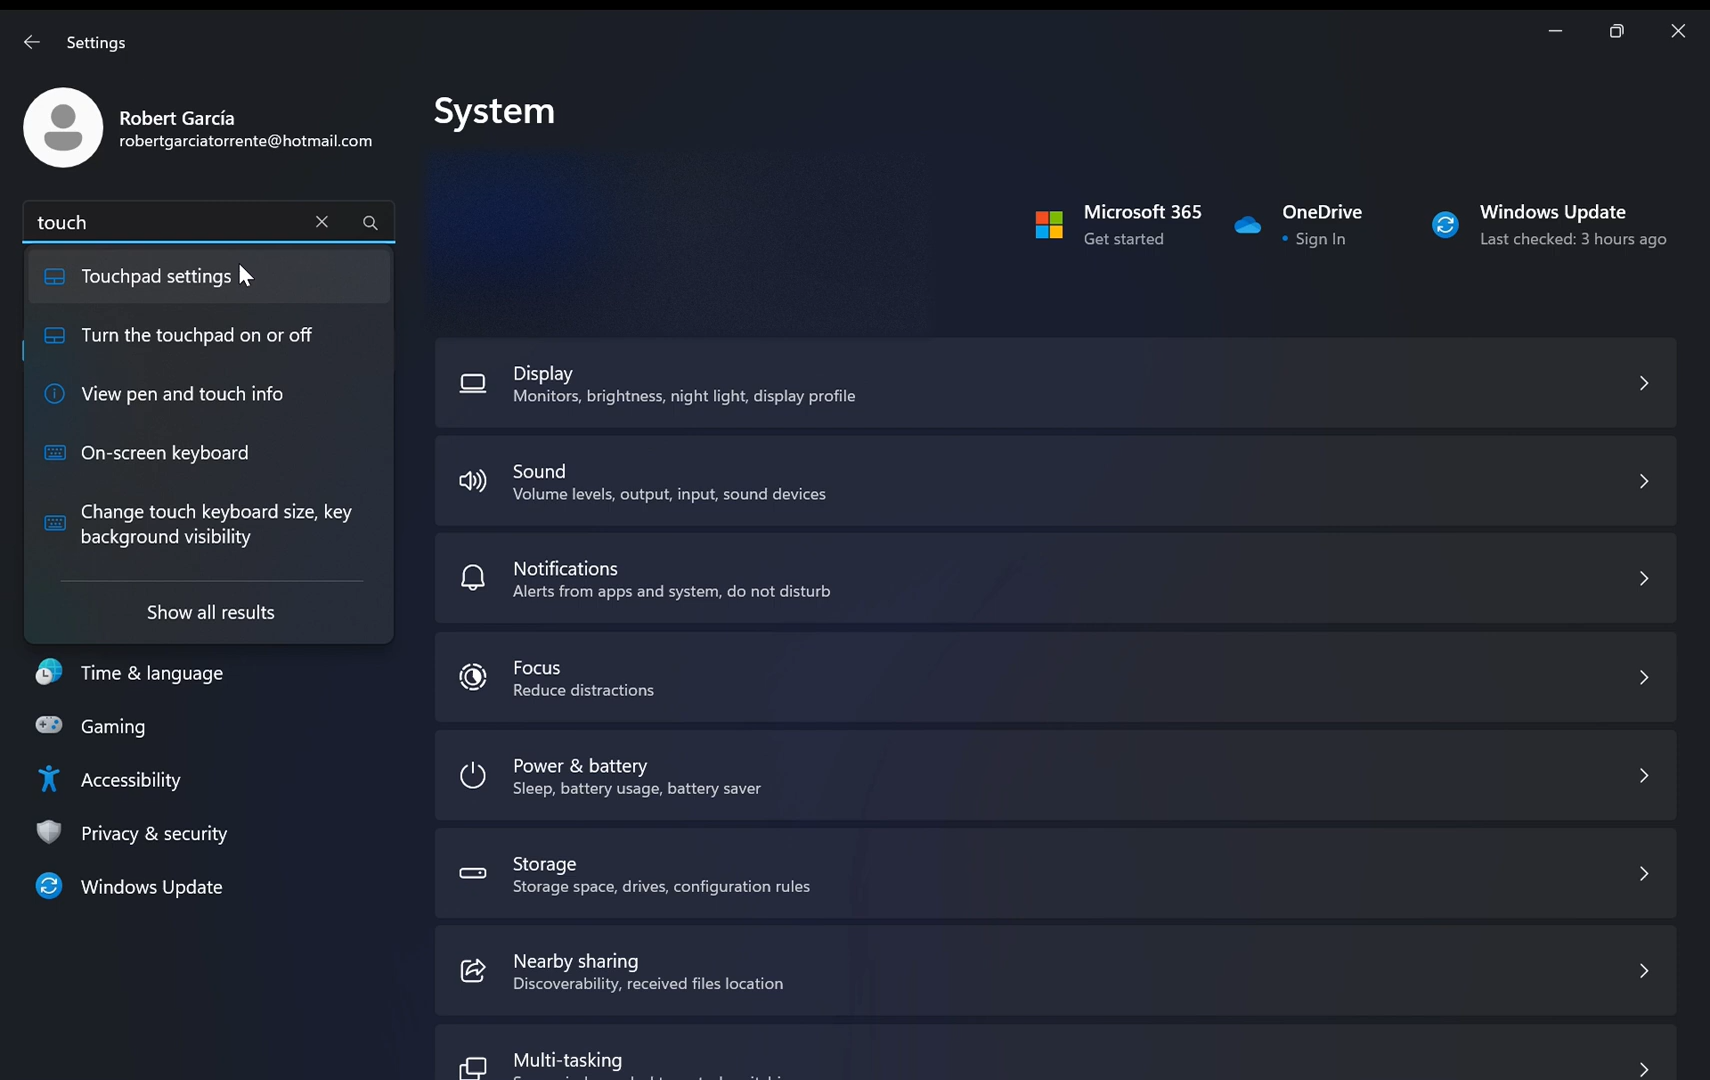 Settings
Robert García
robertgarciatorrente@hotmail.com
touch
Touchpad settings
Turn the touchpad on or off
View pen and touch info
On-screen keyboard
Change touch keyboard size, key
background visibility
Show all results
Time & language
Gaming
Accessibility
Privacy & security
Windows Update
System
Microsoft 365
Get started
OneDrive
• Sign In
Windows Update
Last checked: 3 hours ago
Display
Monitors, brightness, night light, display profile
Sound
Volume levels, output, input, sound devices
Notifications
Alerts from apps and system, do not disturb
Focus
Reduce distractions
Power & battery
Sleep, battery usage, battery saver
Storage
Storage space, drives, configuration rules
Nearby sharing
Discoverability, received files location
Multi-tasking